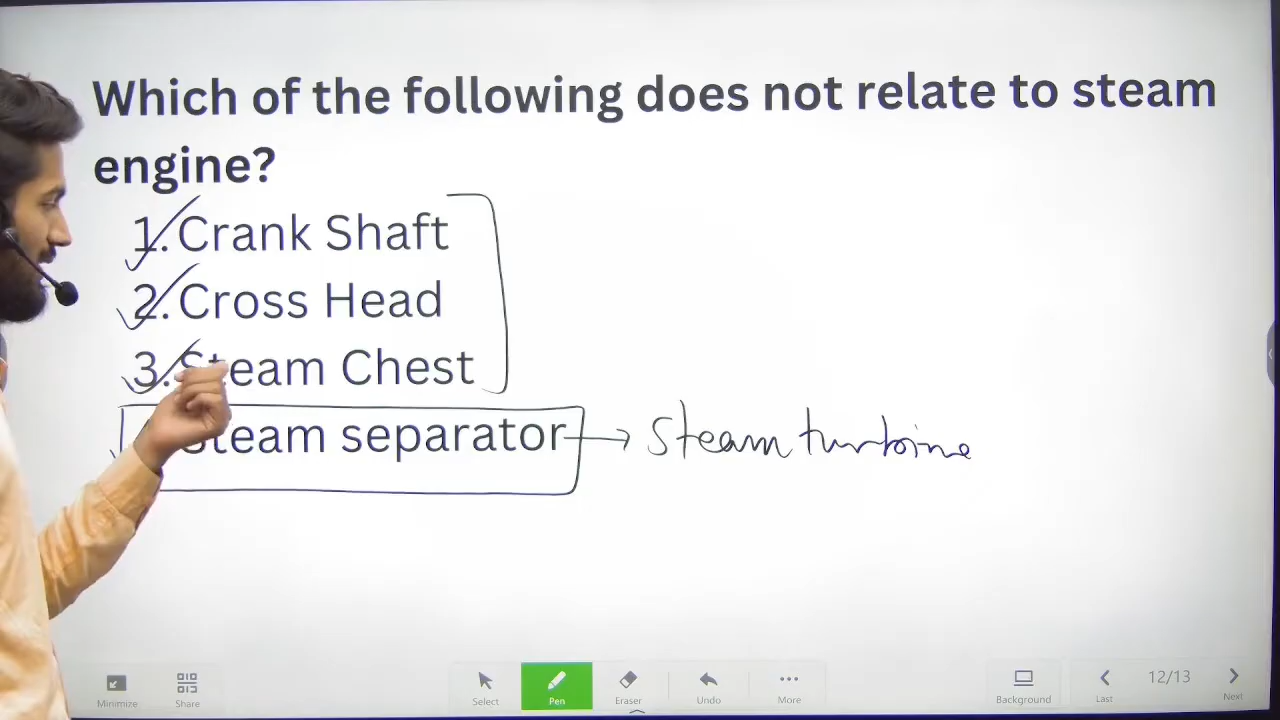 Which of the following does not relate to steam
engine?
1. Crank Shaft
2. Cross Head
3. Steam Chest
Steam separator → Steam turbine
Minimize
Share
Select
Pen
Eraser
Undo
More
Background
Last
12/13
Next